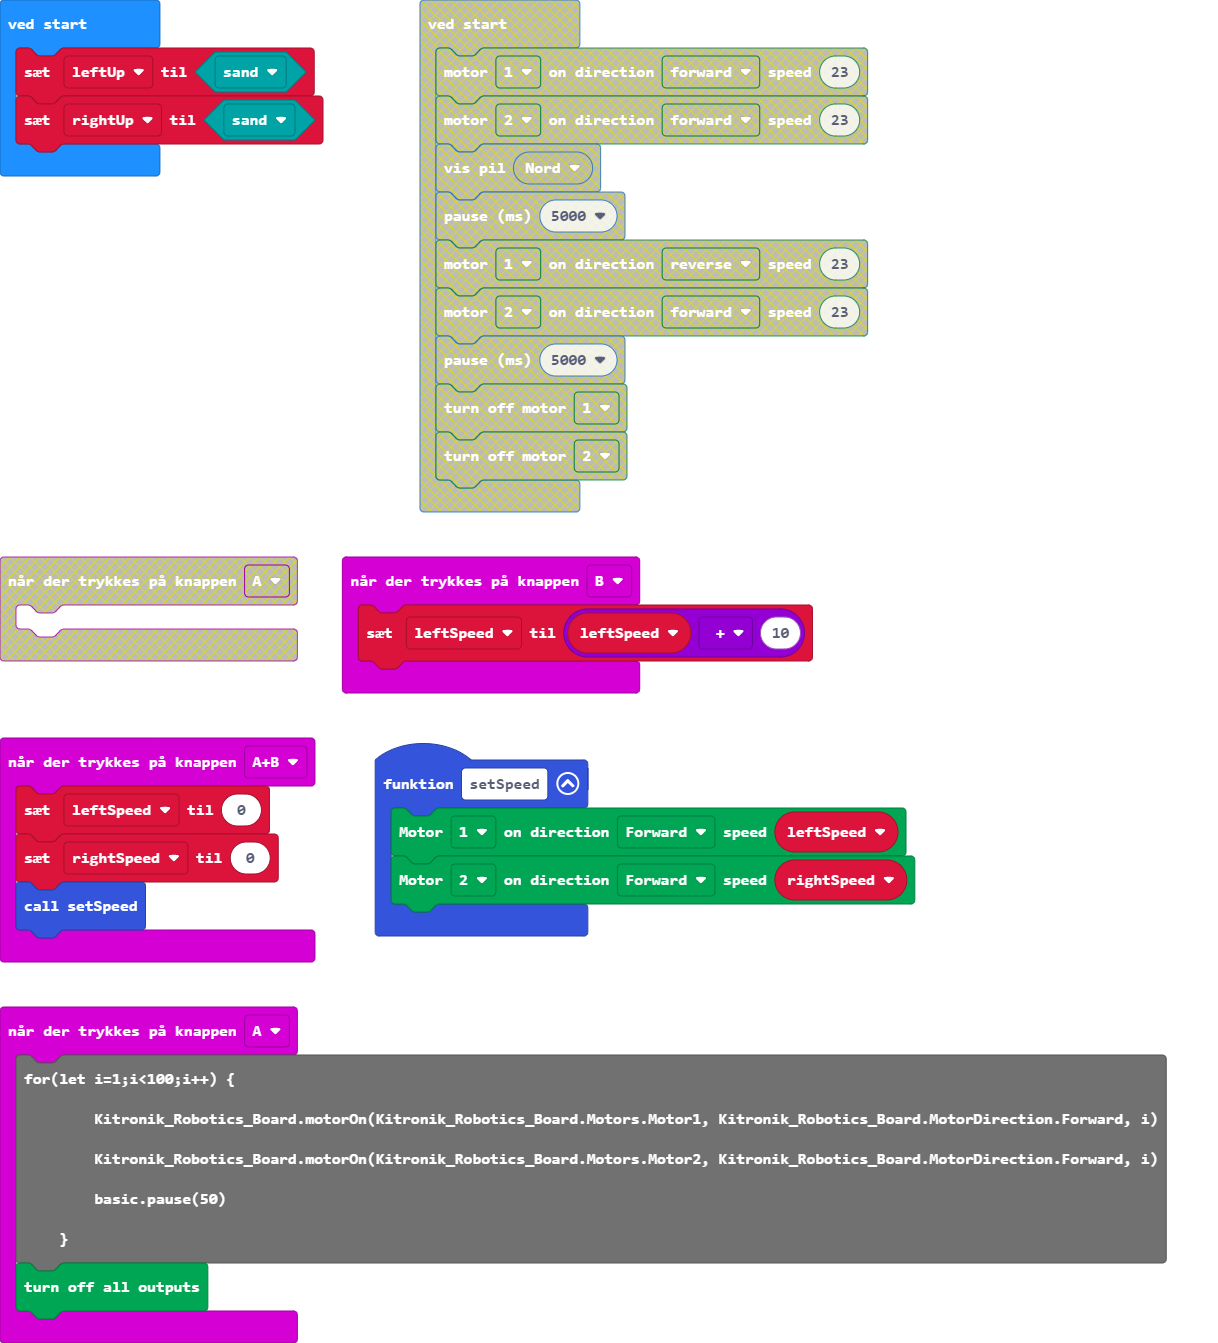 ved start
sæt leftUp til sand
sæt rightUp til sand
ved start
motor 1 on direction forward speed 23
motor 2 on direction forward speed 23
vis pil Nord
pause (ms) 5000
motor 1 on direction reverse speed 23
motor 2 on direction forward speed 23
pause (ms) 5000
turn off motor 1
turn off motor 2
når der trykkes på knappen A
når der trykkes på knappen B
sæt leftSpeed til leftSpeed + 10
når der trykkes på knappen A+B
sæt leftSpeed til 0
sæt rightSpeed til 0
call setSpeed
funktion setSpeed
Motor 1 on direction Forward speed leftSpeed
Motor 2 on direction Forward speed rightSpeed
når der trykkes på knappen A
for(let i=1;i<100;i++) {
Kitronik_Robotics_Board.motorOn(Kitronik_Robotics_Board.Motors.Motor1, Kitronik_Robotics_Board.MotorDirection.Forward, i)
Kitronik_Robotics_Board.motorOn(Kitronik_Robotics_Board.Motors.Motor2, Kitronik_Robotics_Board.MotorDirection.Forward, i)
basic.pause(50)
}
turn off all outputs